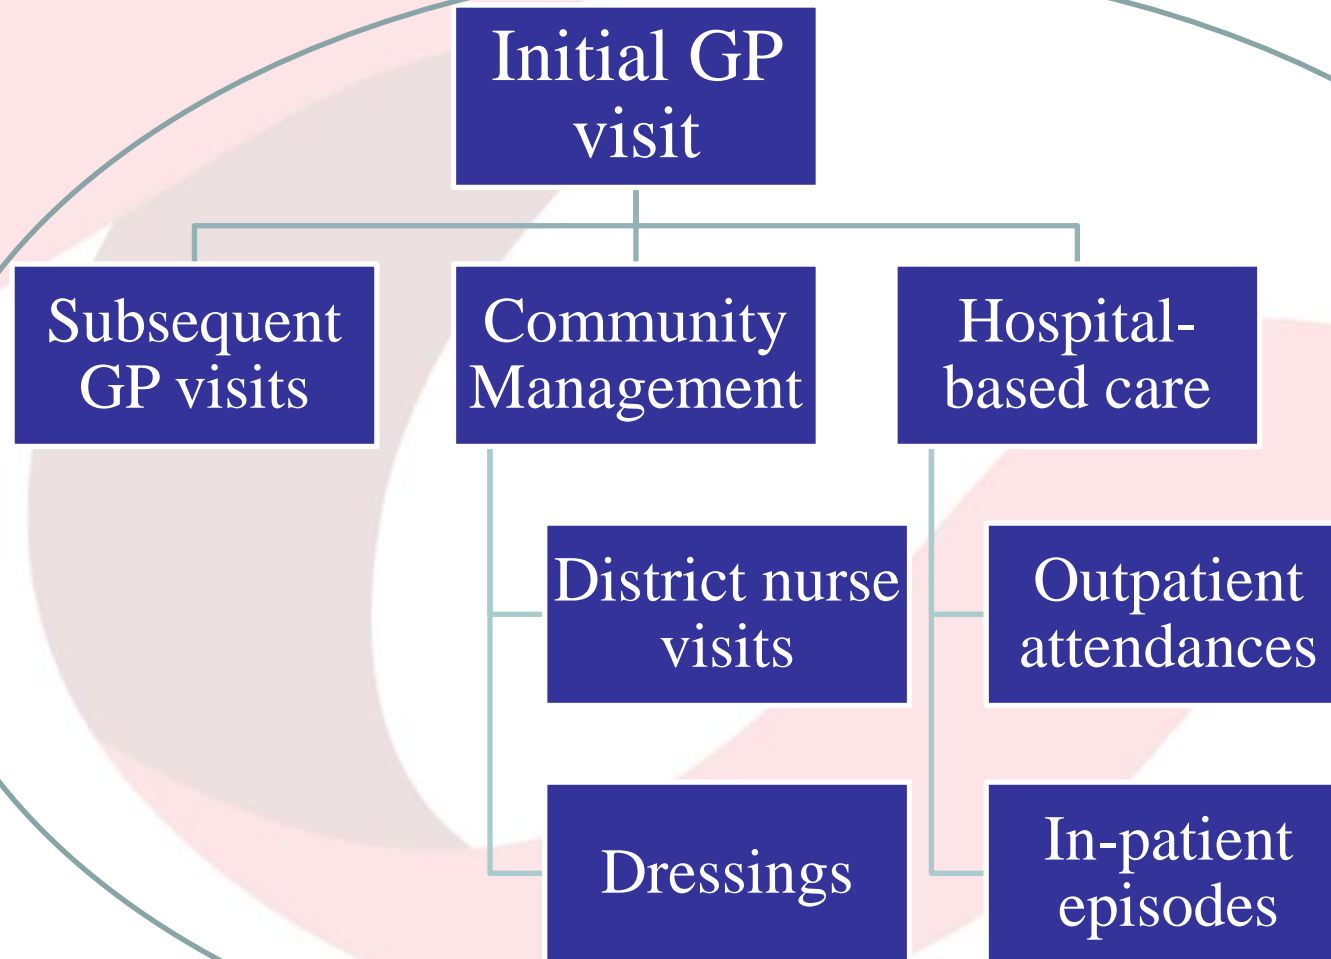 Initial GP
visit
Subsequent
GP visits
Community
Management
Hospital-
based care
District nurse
visits
Outpatient
attendances
Dressings
In-patient
episodes